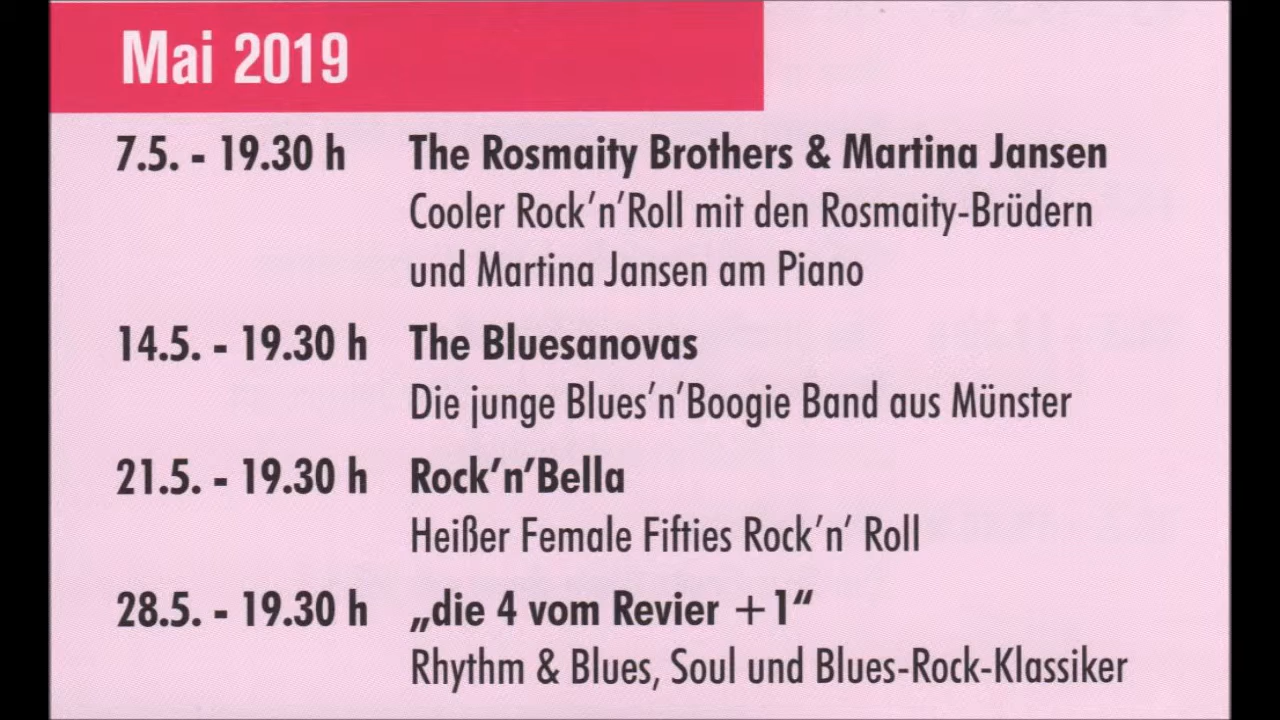 Mai 2019
7.5. - 19.30 h The Rosmaity Brothers & Martina Jansen
Cooler Rock’n’Roll mit den Rosmaity-Brüdern
und Martina Jansen am Piano
14.5. - 19.30 h The Bluesanovas
Die junge Blues’n’Boogie Band aus Münster
21.5. - 19.30 h Rock’n’Bella
Heißer Female Fifties Rock’n’ Roll
28.5. - 19.30 h „die 4 vom Revier +1“
Rhythm & Blues, Soul und Blues-Rock-Klassiker